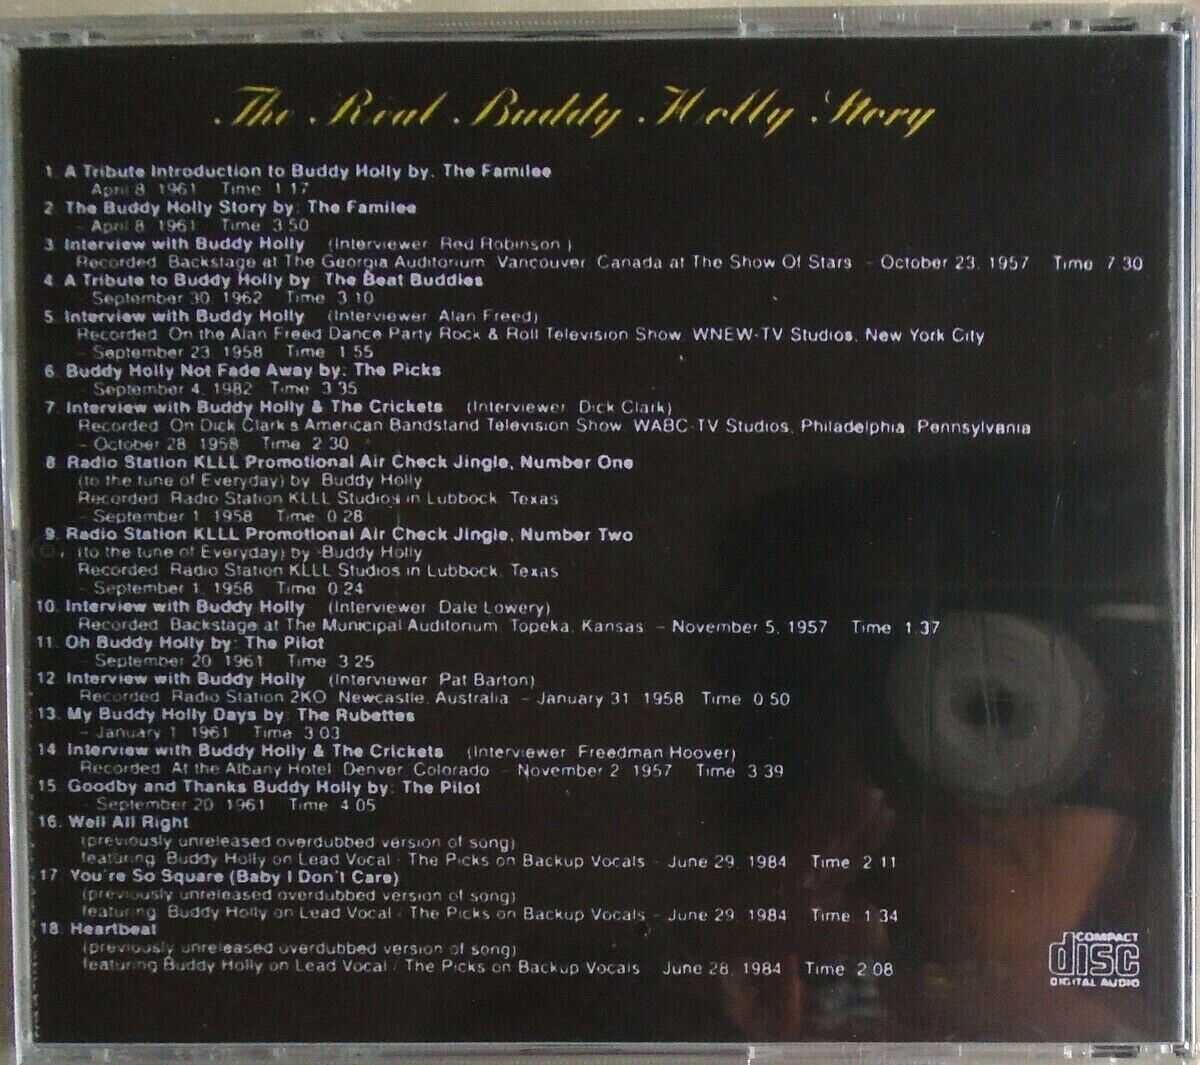 The Real Buddy Holly Story
1. A Tribute Introduction to Buddy Holly by: The Familee
April 8 1961 Time 1 17
2. The Buddy Holly Story by: The Familee
- April 8 1961 Time 3 50
3. Interview with Buddy Holly (Interviewer Red Robinson )
Recorded Backstage at The Georgia Auditorium Vancouver Canada at The Show Of Stars - October 23, 1957 Time 7 30
4. A Tribute to Buddy Holly by The Beat Buddies
September 30, 1962 Time 3 10
5. Interview with Buddy Holly (Interviewer Alan Freed)
Recorded On the Alan Freed Dance Party Rock & Roll Television Show WNEW-TV Studios, New York City
- September 23, 1958 Time 1 55
6. Buddy Holly Not Fade Away by: The Picks
- September 4, 1982 Time 3 35
7. Interview with Buddy Holly & The Crickets (Interviewer Dick Clark)
Recorded On Dick Clark s American Bandstand Television Show WABC-TV Studios, Philadelphia Pennsylvania
- October 28 1958 Time 2 30
8. Radio Station KLLL Promotional Air Check Jingle, Number One
(to the tune of Everyday) by Buddy Holly
Recorded Radio Station KLLL Studios in Lubbock, Texas
- September 1 1958 Time 0 28
9. Radio Station KLLL Promotional Air Check Jingle, Number Two
(to the tune of Everyday) by Buddy Holly
Recorded Radio Station KLLL Studios in Lubbock, Texas
- September 1, 1958 Time 0 24
10. Interview with Buddy Holly (Interviewer Dale Lowery)
Recorded Backstage at The Municipal Auditorium, Topeka, Kansas - November 5, 1957 Time 1 37
11. Oh Buddy Holly by: The Pilot
- September 20 1961 Time 3 25
12. Interview with Buddy Holly (Interviewer Pat Barton)
Recorded Radio Station 2KO Newcastle, Australia - January 31 1958 Time 0 50
13. My Buddy Holly Days by: The Rubettes
- January 1 1961 Time 3 03
14. Interview with Buddy Holly & The Crickets (Interviewer Freedman Hoover)
Recorded At the Albany Hotel Denver Colorado - November 2 1957 Time 3 39
15. Goodby and Thanks Buddy Holly by: The Pilot
- September 20 1961 Time 4 05
16. Well All Right
(previously unreleased overdubbed version of song)
featuring Buddy Holly on Lead Vocal / The Picks on Backup Vocals - June 29, 1984 Time 2 11
17. You're So Square (Baby I Don't Care)
(previously unreleased overdubbed version of song)
featuring Buddy Holly on Lead Vocal / The Picks on Backup Vocals - June 29, 1984 Time 1 34
18. Heartbeat
(previously unreleased overdubbed version of song)
featuring Buddy Holly on Lead Vocal / The Picks on Backup Vocals June 28, 1984 Time 2 08
COMPACT
disc
DIGITAL AUDIO